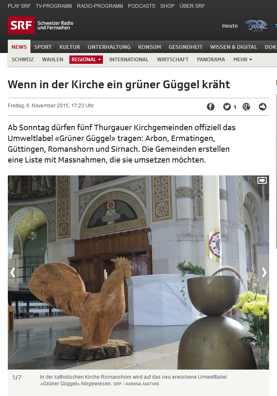 PLAY SRF TV-PROGRAMM RADIO-PROGRAMM PODCASTS SHOP ÜBER SRF
SRF Schweizer Radio
und Fernsehen
Heute
NEWS SPORT KULTUR UNTERHALTUNG KONSUM GESUNDHEIT WISSEN & DIGITAL DOK
SCHWEIZ WAHLEN REGIONAL INTERNATIONAL WIRTSCHAFT PANORAMA MEHR
Wenn in der Kirche ein grüner Güggel kräht
Freitag, 6. November 2015, 17:23 Uhr
1
Ab Sonntag dürfen fünf Thurgauer Kirchgemeinden offiziell das
Umweltlabel «Grüner Güggel» tragen: Arbon, Ermatingen,
Güttingen, Romanshorn und Sirnach. Die Gemeinden erstellen
eine Liste mit Massnahmen, die sie umsetzen möchten.
1/7 In der katholischen Kirche Romanshorn wird auf das neu erworbene Umweltlabel
«Grüner Güggel» hingewiesen. SRF / ANNINA MATHIS